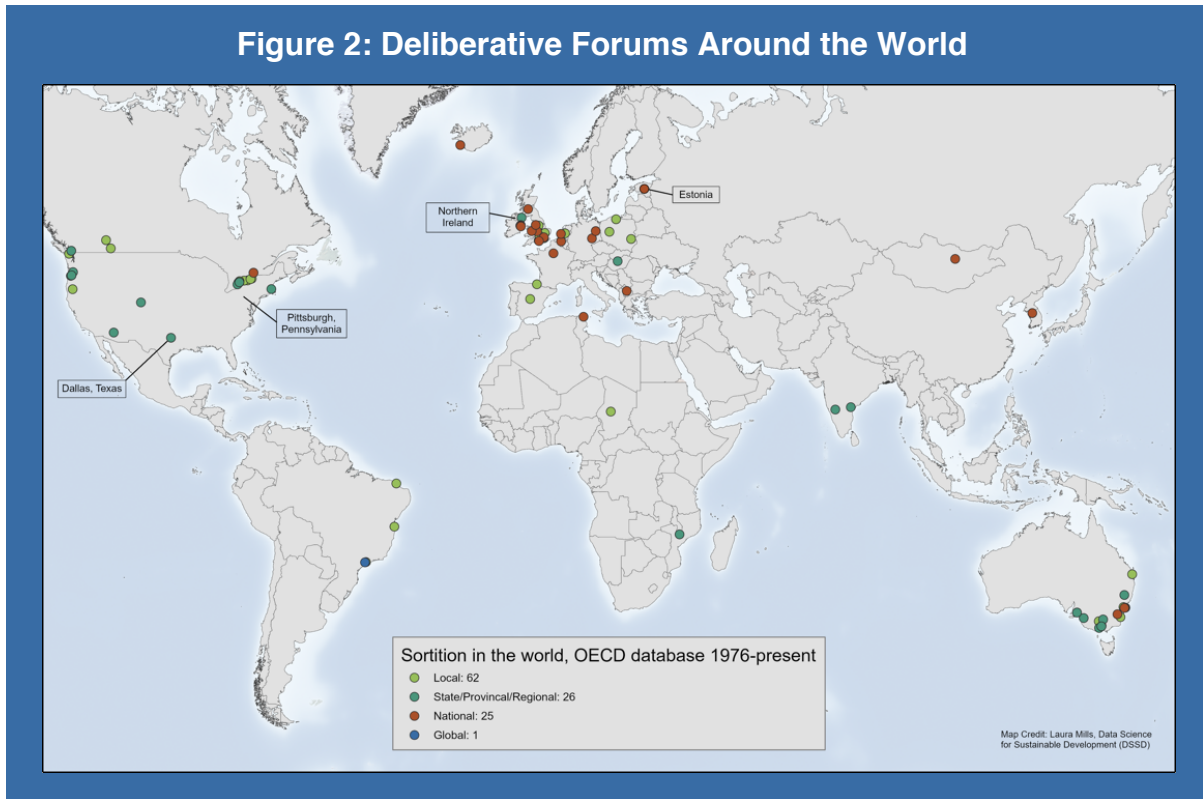 Figure 2: Deliberative Forums Around the World
Estonia
Northern
Ireland
Pittsburgh,
Pennsylvania
Dallas, Texas
Sortition in the world, OECD database 1976-present
Local: 62
State/Provincal/Regional: 26
National: 25
Global: 1
Map Credit: Laura Mills, Data Science
for Sustainable Development (DSSD)